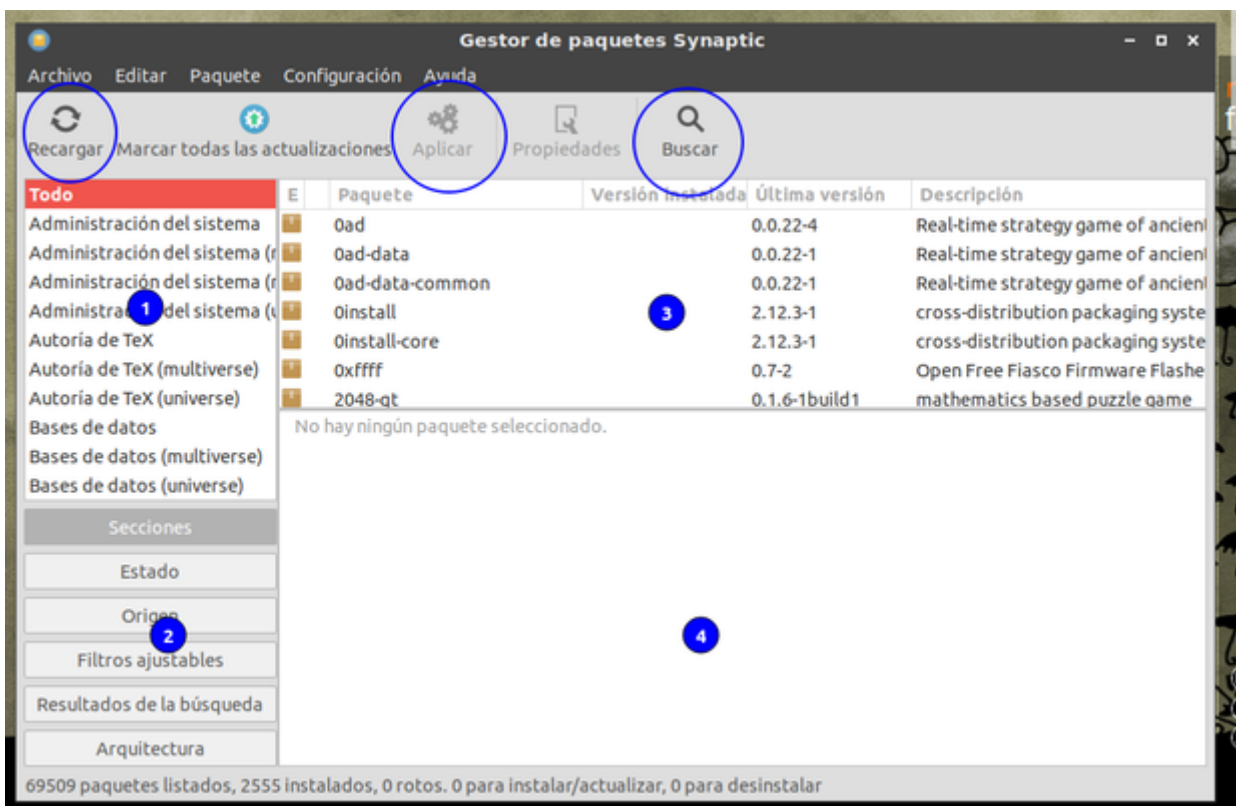 Gestor de paquetes Synaptic
Archivo Editar Paquete Configuración Ayuda
Recargar Marcar todas las actualizaciones Aplicar Propiedades Buscar
Todo
Administración del sistema
Administración del sistema (r
Administración del sistema (r
Administración del sistema (u
Autoría de TeX
Autoría de TeX (multiverse)
Autoría de TeX (universe)
Bases de datos
Bases de datos (multiverse)
Bases de datos (universe)
1
Secciones
Estado
Origen
Filtros ajustables
Resultados de la búsqueda
Arquitectura
2
E Paquete Versión instalada Última versión Descripción
0ad 0.0.22-4 Real-time strategy game of ancien
0ad-data 0.0.22-1 Real-time strategy game of ancien
0ad-data-common 0.0.22-1 Real-time strategy game of ancien
0install 2.12.3-1 cross-distribution packaging syste
0install-core 2.12.3-1 cross-distribution packaging syste
0xffff 0.7-2 Open Free Fiasco Firmware Flashe
2048-qt 0.1.6-1build1 mathematics based puzzle game
3
No hay ningún paquete seleccionado.
4
69509 paquetes listados, 2555 instalados, 0 rotos. 0 para instalar/actualizar, 0 para desinstalar